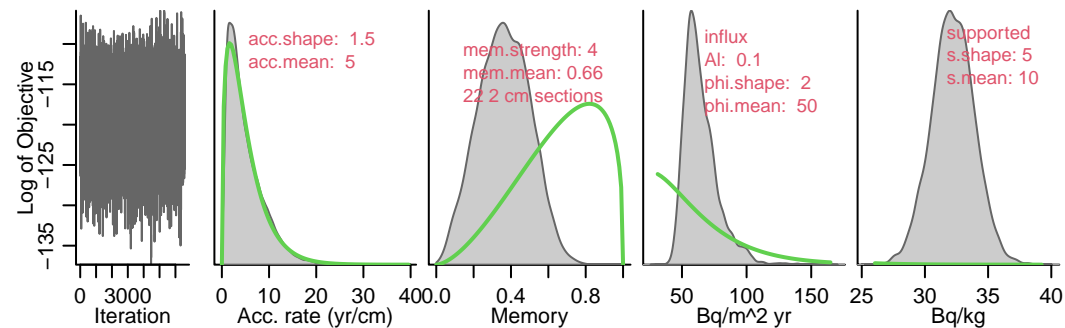 Log of Objective
−135
−125
−115
0
3000
Iteration
acc.shape: 1.5
acc.mean: 5
0
10
20
30
40
Acc. rate (yr/cm)
mem.strength: 4
mem.mean: 0.66
22 2 cm sections
0.0
0.4
0.8
Memory
influx
Al: 0.1
phi.shape: 2
phi.mean: 50
50
100
150
Bq/m^2 yr
supported
s.shape: 5
s.mean: 10
25
30
35
40
Bq/kg